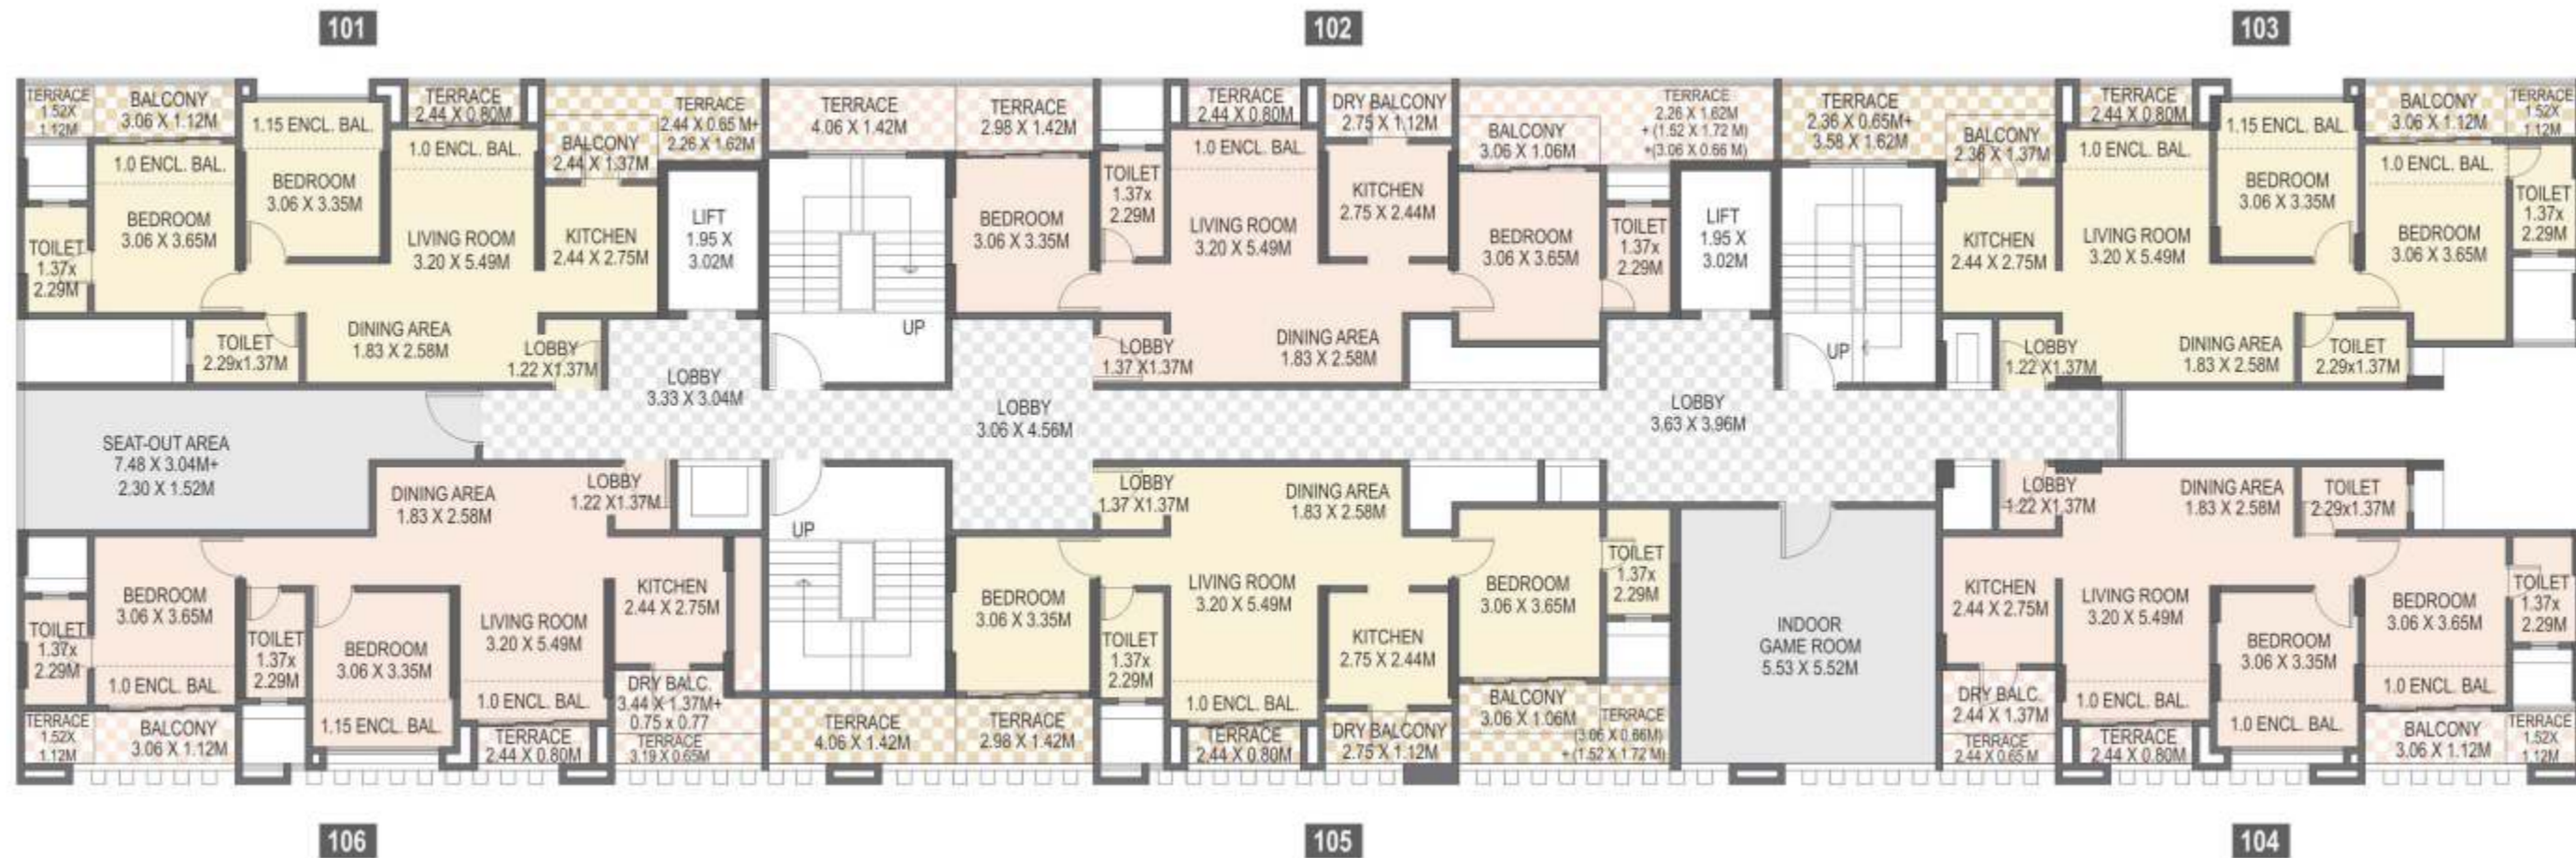 101
102
103
TERRACE
1.52X
1.12M
BALCONY
3.06 X 1.12M
1.15 ENCL. BAL.
TERRACE
2.44 X 0.80M
TERRACE
2.44 X 0.65 M+
2.26 X 1.62M
BALCONY
2.44 X 1.37M
1.0 ENCL. BAL.
BEDROOM
3.06 X 3.65M
BEDROOM
3.06 X 3.35M
1.0 ENCL. BAL.
LIVING ROOM
3.20 X 5.49M
KITCHEN
2.44 X 2.75M
TOILET
1.37x
2.29M
TOILET
2.29x1.37M
DINING AREA
1.83 X 2.58M
LOBBY
1.22 X1.37M
LIFT
1.95 X
3.02M
LOBBY
3.33 X 3.04M
UP
TERRACE
4.06 X 1.42M
TERRACE
2.98 X 1.42M
TERRACE
2.44 X 0.80M
DRY BALCONY
2.75 X 1.12M
BALCONY
3.06 X 1.06M
TERRACE
2.26 X 1.62M
+ (1.52 X 1.72 M)
+(3.06 X 0.66 M)
BEDROOM
3.06 X 3.35M
TOILET
1.37x
2.29M
1.0 ENCL. BAL.
LIVING ROOM
3.20 X 5.49M
KITCHEN
2.75 X 2.44M
BEDROOM
3.06 X 3.65M
TOILET
1.37x
2.29M
LOBBY
1.37 X1.37M
DINING AREA
1.83 X 2.58M
LIFT
1.95 X
3.02M
LOBBY
3.06 X 4.56M
LOBBY
3.63 X 3.96M
UP
TERRACE
2.36 X 0.65M+
3.58 X 1.62M
BALCONY
2.36 X 1.37M
TERRACE
2.44 X 0.80M
1.15 ENCL. BAL.
BALCONY
3.06 X 1.12M
TERRACE
1.52X
1.12M
1.0 ENCL. BAL.
BEDROOM
3.06 X 3.35M
1.0 ENCL. BAL.
TOILET
1.37x
2.29M
KITCHEN
2.44 X 2.75M
LIVING ROOM
3.20 X 5.49M
BEDROOM
3.06 X 3.65M
LOBBY
1.22 X1.37M
DINING AREA
1.83 X 2.58M
TOILET
2.29x1.37M
SEAT-OUT AREA
7.48 X 3.04M+
2.30 X 1.52M
DINING AREA
1.83 X 2.58M
LOBBY
1.22 X1.37M
BEDROOM
3.06 X 3.65M
TOILET
1.37x
2.29M
TOILET
1.37x
2.29M
BEDROOM
3.06 X 3.35M
LIVING ROOM
3.20 X 5.49M
KITCHEN
2.44 X 2.75M
1.0 ENCL. BAL.
1.15 ENCL. BAL.
1.0 ENCL. BAL.
DRY BALC.
3.44 X 1.37M+
0.75 x 0.77
TERRACE
3.19 X 0.65M
TERRACE
1.52X
1.12M
BALCONY
3.06 X 1.12M
TERRACE
2.44 X 0.80M
UP
LOBBY
1.37 X1.37M
DINING AREA
1.83 X 2.58M
BEDROOM
3.06 X 3.35M
TOILET
1.37x
2.29M
LIVING ROOM
3.20 X 5.49M
KITCHEN
2.75 X 2.44M
BEDROOM
3.06 X 3.65M
TOILET
1.37x
2.29M
1.0 ENCL. BAL.
TERRACE
4.06 X 1.42M
TERRACE
2.98 X 1.42M
TERRACE
2.44 X 0.80M
DRY BALCONY
2.75 X 1.12M
BALCONY
3.06 X 1.06M
TERRACE
(3.06 X 0.66M)
+ (1.52 X 1.72 M)
INDOOR
GAME ROOM
5.53 X 5.52M
LOBBY
1.22 X1.37M
DINING AREA
1.83 X 2.58M
TOILET
2.29x1.37M
KITCHEN
2.44 X 2.75M
LIVING ROOM
3.20 X 5.49M
BEDROOM
3.06 X 3.35M
BEDROOM
3.06 X 3.65M
TOILET
1.37x
2.29M
DRY BALC.
2.44 X 1.37M
TERRACE
2.44 X 0.65 M
1.0 ENCL. BAL.
TERRACE
2.44 X 0.80M
1.0 ENCL. BAL.
1.0 ENCL. BAL.
BALCONY
3.06 X 1.12M
TERRACE
1.52X
1.12M
106
105
104